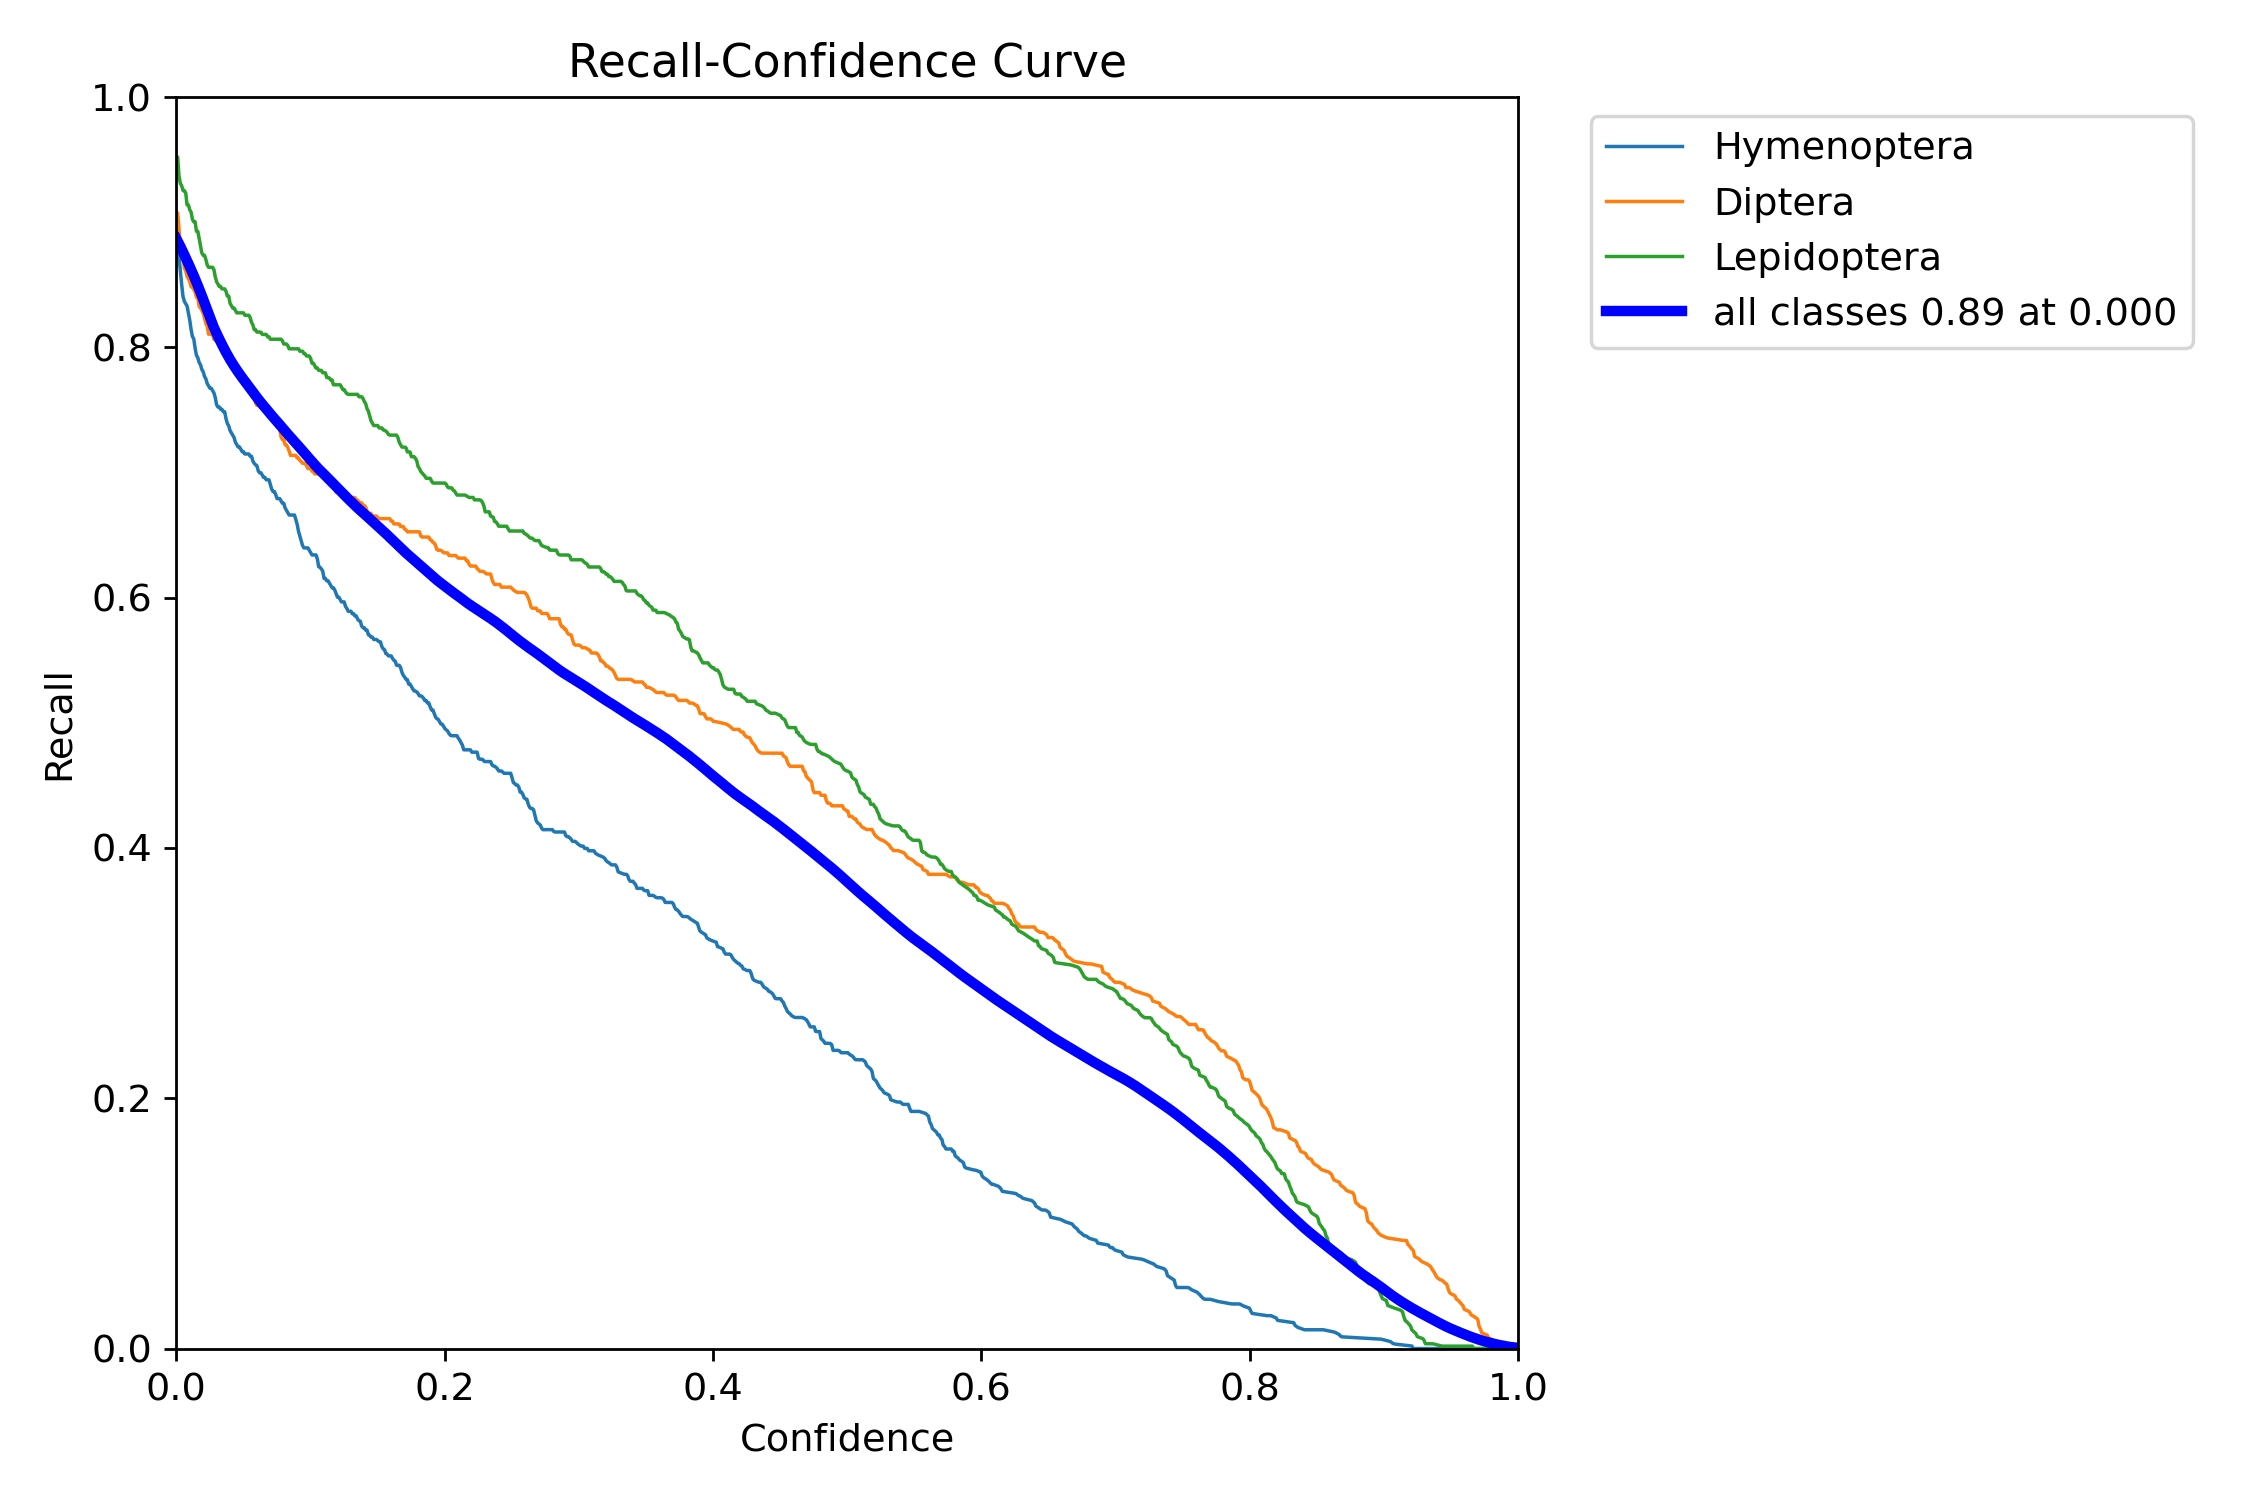 Recall-Confidence Curve
1.0
0.8
0.6
0.4
0.2
0.0
Recall
0.0 0.2 0.4 0.6 0.8 1.0
Confidence
Hymenoptera
Diptera
Lepidoptera
all classes 0.89 at 0.000